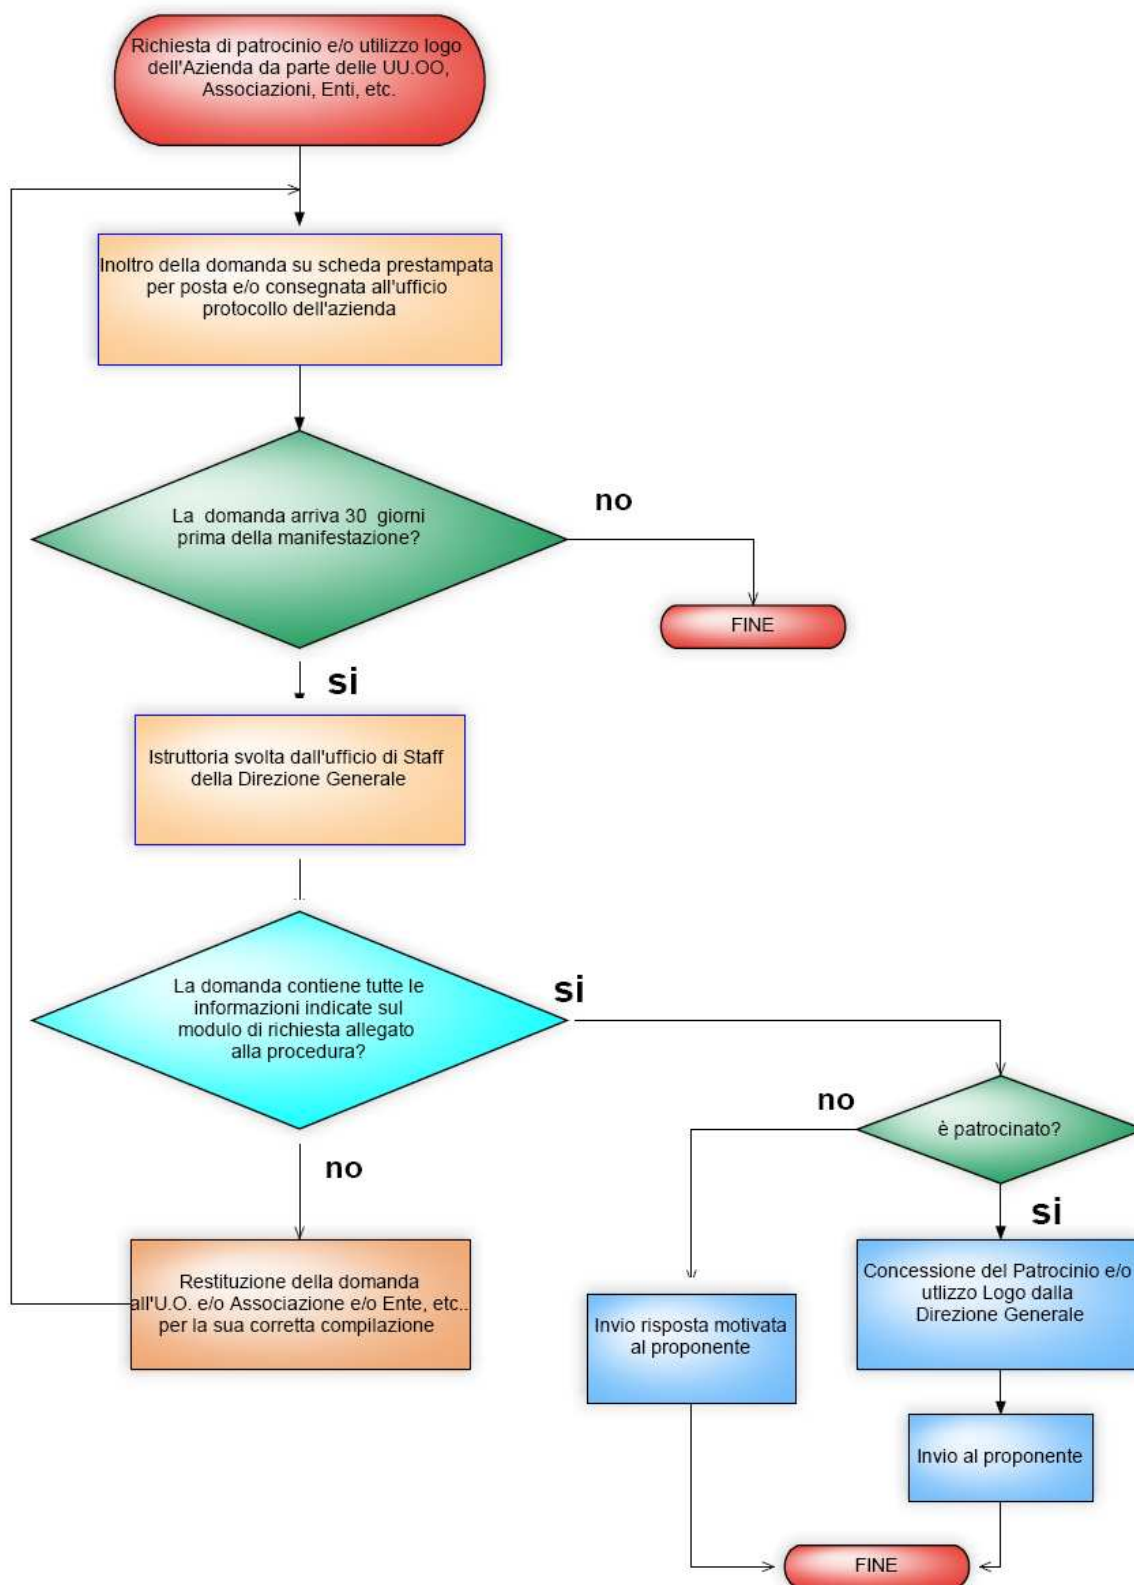 Richiesta di patrocinio e/o utilizzo logo
dell'Azienda da parte delle UU.OO,
Associazioni, Enti, etc.
Inoltro della domanda su scheda prestampata
per posta e/o consegnata all'ufficio
protocollo dell'azienda
La domanda arriva 30 giorni
prima della manifestazione?
no
FINE
si
Istruttoria svolta dall'ufficio di Staff
della Direzione Generale
La domanda contiene tutte le
informazioni indicate sul
modulo di richiesta allegato
alla procedura?
si
no
è patrocinato?
no
si
Restituzione della domanda
all'U.O. e/o Associazione e/o Ente, etc..
per la sua corretta compilazione
Invio risposta motivata
al proponente
Concessione del Patrocinio e/o
utlizzo Logo dalla
Direzione Generale
Invio al proponente
FINE